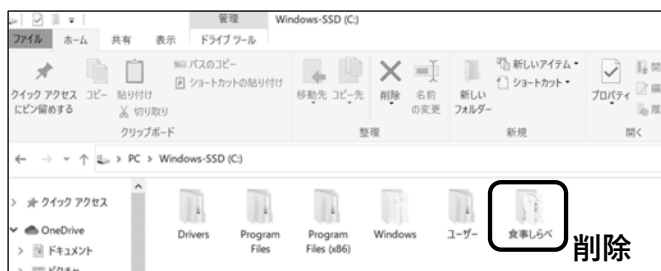 管理 Windows-SSD (C:)
ファイル ホーム 共有 表示 ドライブ ツール
クイック アクセス にピン留めする
コピー
貼り付け
パスのコピー
ショートカットの貼り付け
切り取り
クリップボード
移動先 コピー先 削除 名前の変更
整理
新しいフォルダー
新しいアイテム
ショートカット
新規
プロパティ
開
編
履
開く
PC > Windows-SSD (C:)
クイック アクセス
OneDrive
ドキュメント
Drivers
Program Files
Program Files (x86)
Windows
ユーザー
食事しらべ
削除